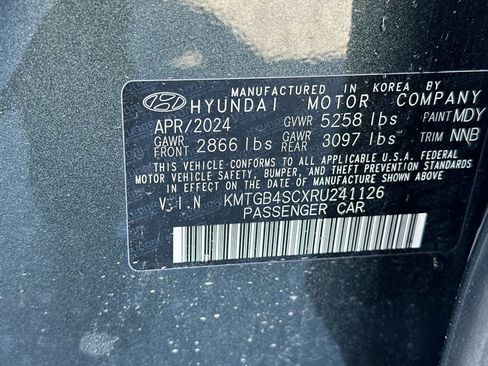 MANUFACTURED IN KOREA BY
HYUNDAI MOTOR COMPANY
APR/2024 GVWR 5258 lbs PAINT MDY
GAWR FRONT 2866 lbs GAWR REAR 3097 lbs TRIM NNB
THIS VEHICLE CONFORMS TO ALL APPLICABLE U.S.A. FEDERAL
MOTOR VEHICLE SAFETY, BUMPER, AND THEFT PREVENTION STANDARDS
IN EFFECT ON THE DATE OF MANUFACTURE SHOWN ABOVE.
V.I.N KMTGB4SCXRU241126
PASSENGER CAR